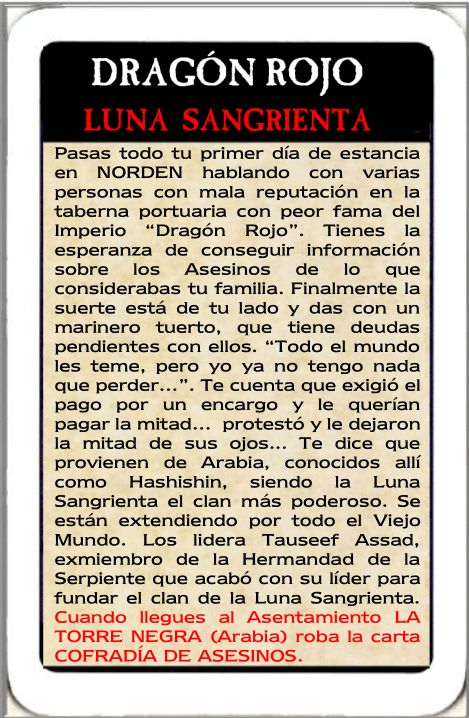 DRAGÓN ROJO
LUNA SANGRIENTA
Pasas todo tu primer día de estancia
en NORDEN hablando con varias
personas con mala reputación en la
taberna portuaria con peor fama del
Imperio “Dragón Rojo”. Tienes la
esperanza de conseguir información
sobre los Asesinos de lo que
considerabas tu familia. Finalmente la
suerte está de tu lado y das con un
marinero tuerto, que tiene deudas
pendientes con ellos. “Todo el mundo
les teme, pero yo ya no tengo nada
que perder...”. Te cuenta que exigió el
pago por un encargo y le querían
pagar la mitad... protestó y le dejaron
la mitad de sus ojos... Te dice que
provienen de Arabia, conocidos allí
como Hashishin, siendo la Luna
Sangrienta el clan más poderoso. Se
están extendiendo por todo el Viejo
Mundo. Los lidera Tauseef Assad,
exmiembro de la Hermandad de la
Serpiente que acabó con su líder para
fundar el clan de la Luna Sangrienta.
Cuando llegues al Asentamiento LA
TORRE NEGRA (Arabia) roba la carta
COFRADÍA DE ASESINOS.